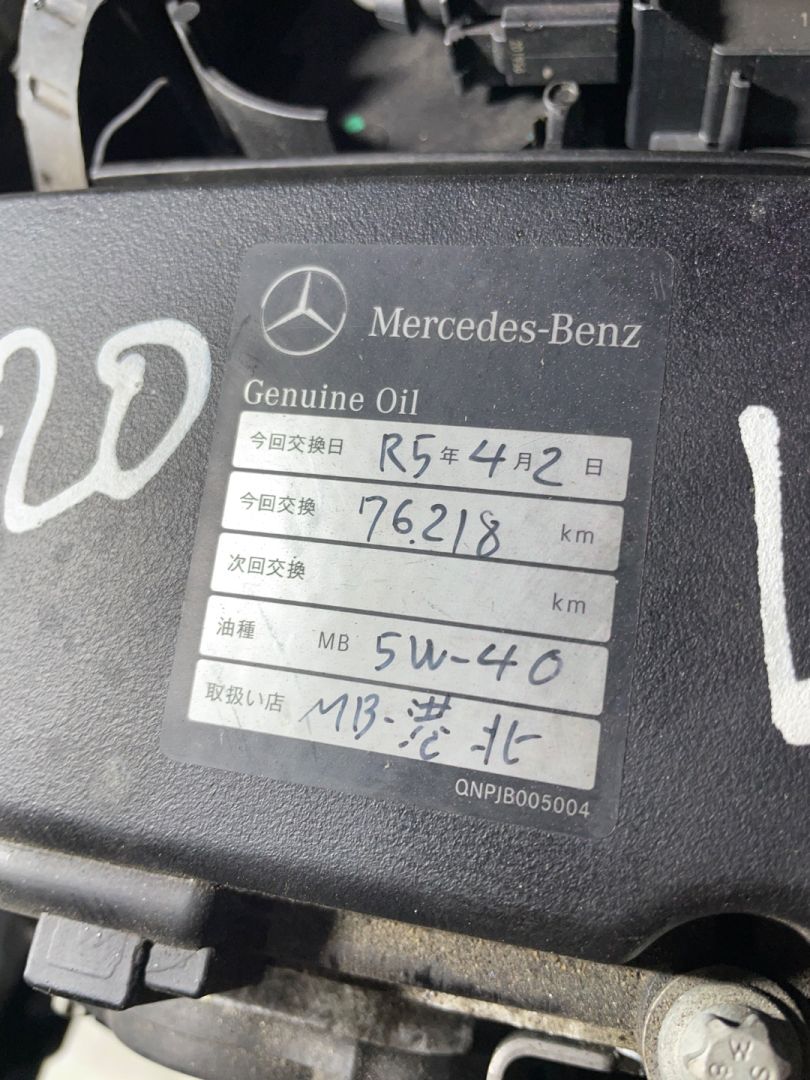 Mercedes-Benz
Genuine Oil
今回交換日 R5年4月2日
今回交換 76.218 km
次回交換 km
油種 MB 5W-40
取扱い店 MB-港北
QNPJB005004